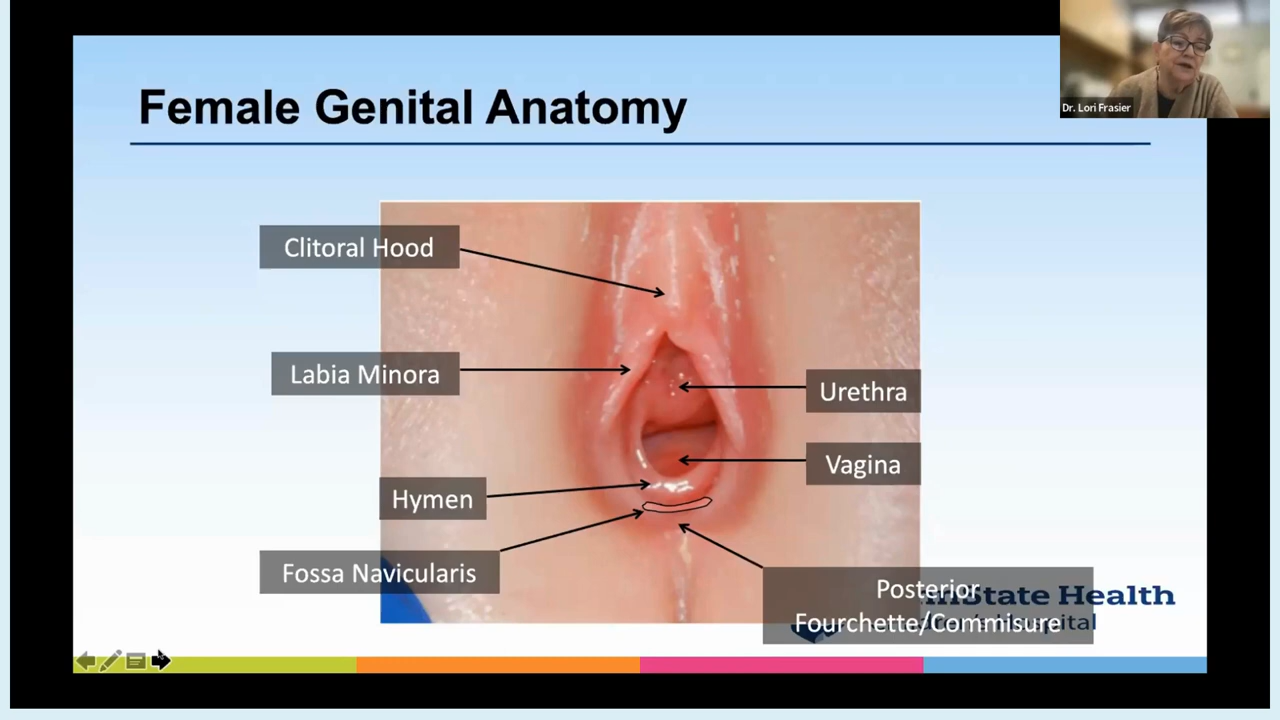 Female Genital Anatomy
Dr. Lori Frasier
Clitoral Hood
Labia Minora
Urethra
Vagina
Hymen
Fossa Navicularis
Posterior
Fourchette/Commisure
State Health
Hospital